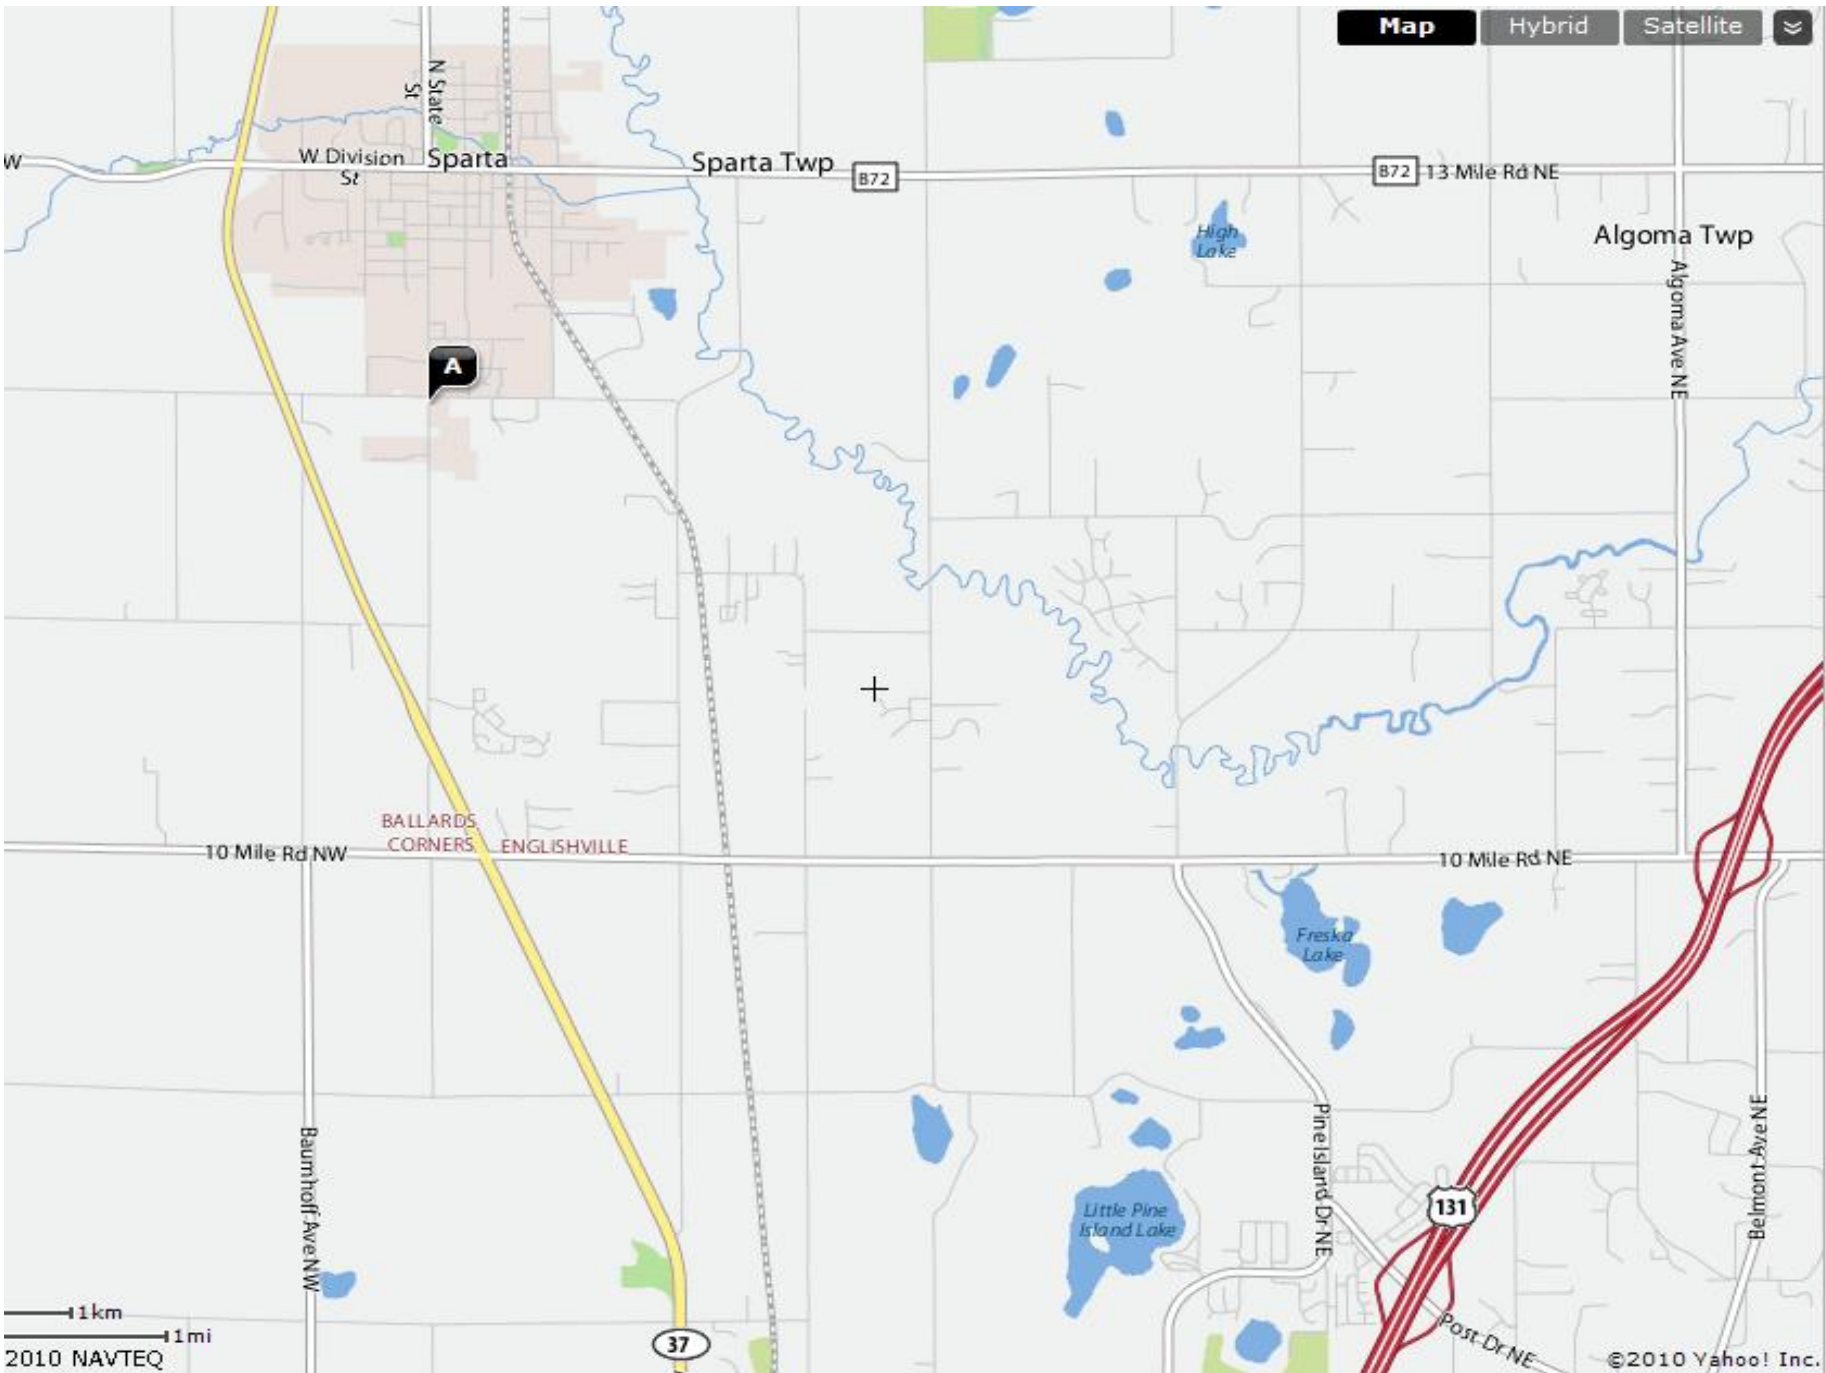 Map
Hybrid
Satellite
N State
St
W
W Division
St
Sparta
Sparta Twp
B72
B72
13 Mile Rd NE
High
Lake
Algoma Twp
Algoma Ave NE
A
BALLARDS
CORNERS
ENGLISHVILLE
10 Mile Rd NW
10 Mile Rd NE
Freska
Lake
Baumhoff Ave NW
Pine Island Dr NE
Belmont Ave NE
Little Pine
Island Lake
131
37
Post Dr NE
1km
1mi
2010 NAVTEQ
©2010 Yahoo! Inc.